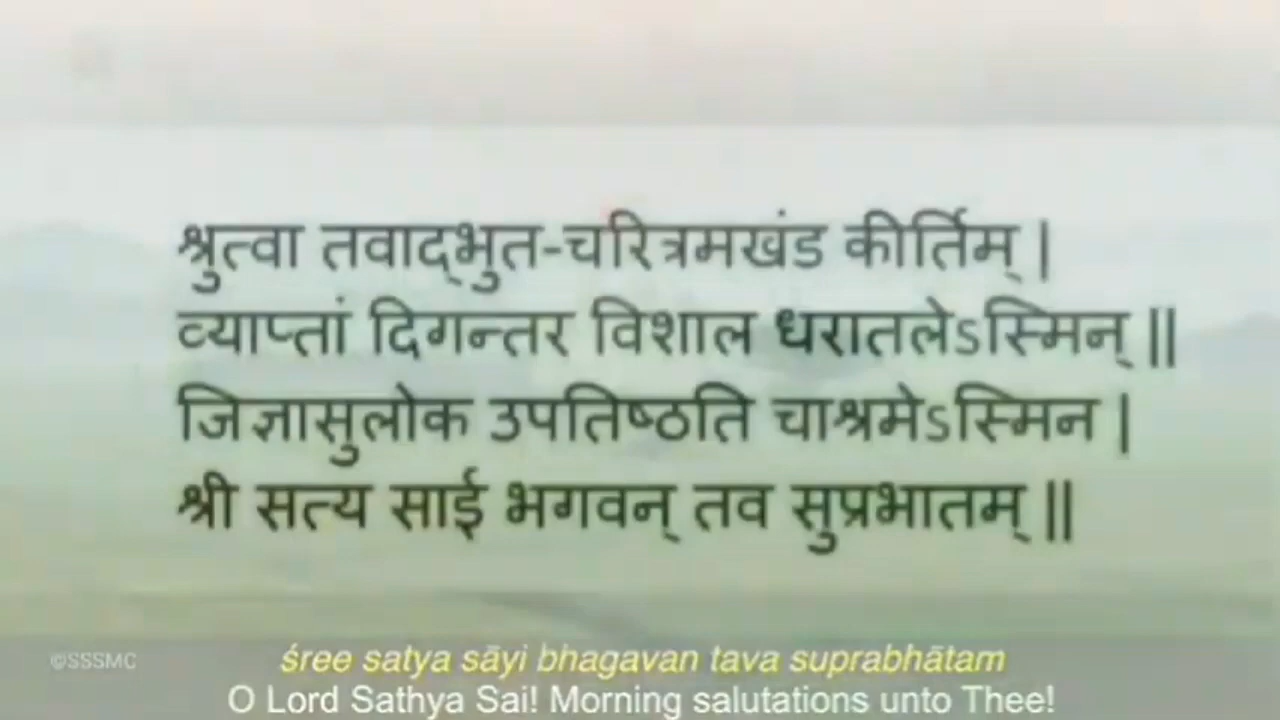 श्रुत्वा तवाद्‌भुत-चरित्रमखंड कीर्तिम् |
व्याप्तां दिगन्तर विशाल धरातलेऽस्मिन् ||
जिज्ञासुलोक उपतिष्ठति चाश्रमेऽस्मिन |
श्री सत्य साई भगवन् तव सुप्रभातम् ||
©SSSMC
śree satya sāyi bhagavan tava suprabhātam
O Lord Sathya Sai! Morning salutations unto Thee!